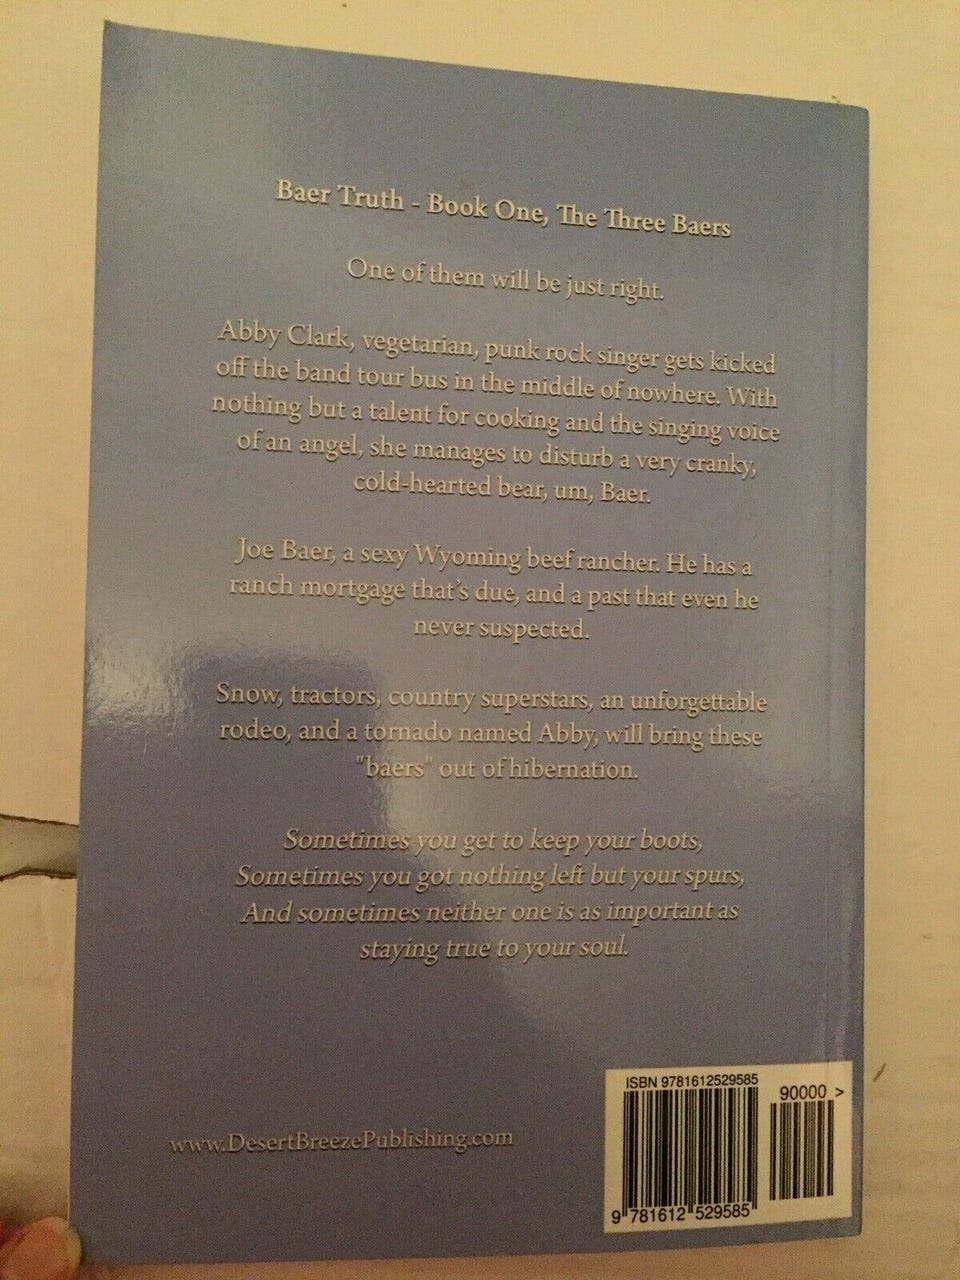 Baer Truth - Book One, The Three Baers
One of them will be just right.
Abby Clark, vegetarian, punk rock singer gets kicked
off the band tour bus in the middle of nowhere. With
nothing but a talent for cooking and the singing voice
of an angel, she manages to disturb a very cranky,
cold-hearted bear, um, Baer.
Joe Baer, a sexy Wyoming beef rancher. He has a
ranch mortgage that's due, and a past that even he
never suspected.
Snow, tractors, country superstars, an unforgettable
rodeo, and a tornado named Abby, will bring these
"baers" out of hibernation.
Sometimes you get to keep your boots,
Sometimes you got nothing left but your spurs,
And sometimes neither one is as important as
staying true to your soul.
www.DesertBreezePublishing.com
ISBN 9781612529585
90000 >
9 781612 529585